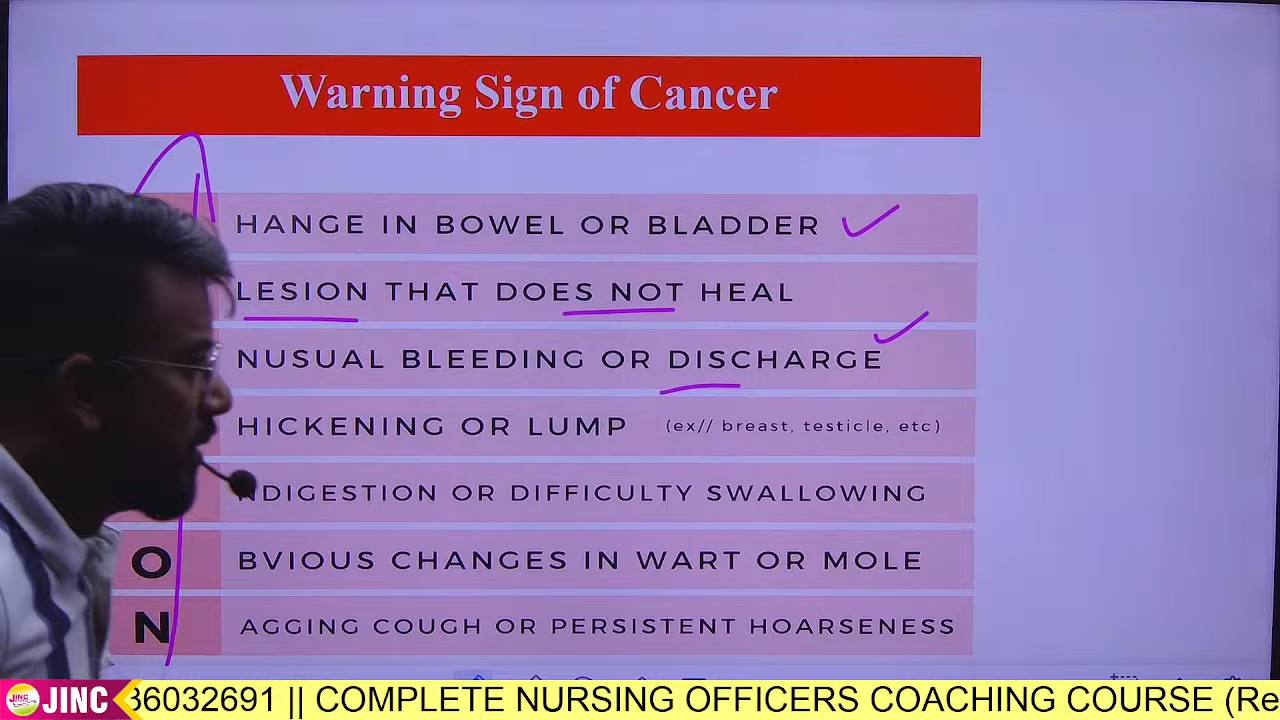 Warning Sign of Cancer
HANGE IN BOWEL OR BLADDER
LESION THAT DOES NOT HEAL
NUSUAL BLEEDING OR DISCHARGE
HICKENING OR LUMP (ex// breast, testicle, etc)
NDIGESTION OR DIFFICULTY SWALLOWING
O BVIOUS CHANGES IN WART OR MOLE
N AGGING COUGH OR PERSISTENT HOARSENESS
JINC 36032691 || COMPLETE NURSING OFFICERS COACHING COURSE (Re